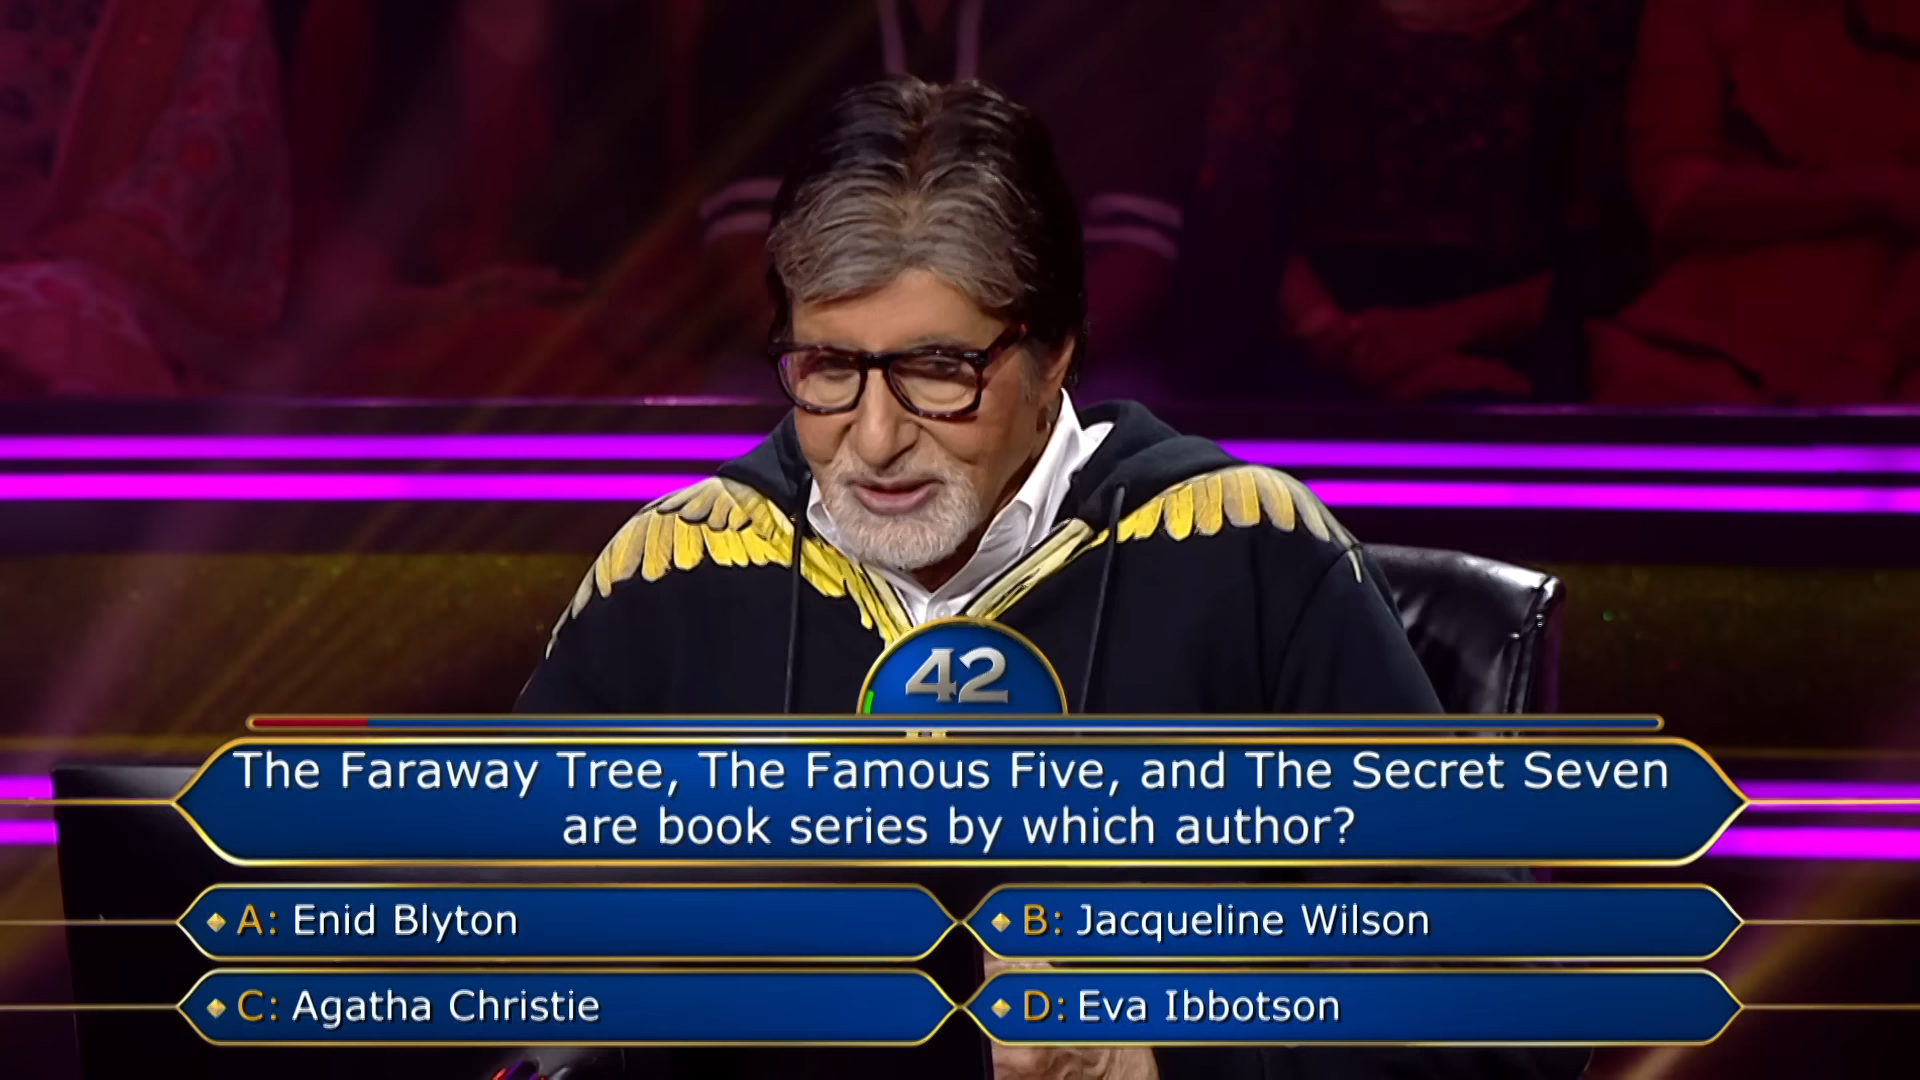 42
The Faraway Tree, The Famous Five, and The Secret Seven
are book series by which author?
A: Enid Blyton
B: Jacqueline Wilson
C: Agatha Christie
D: Eva Ibbotson